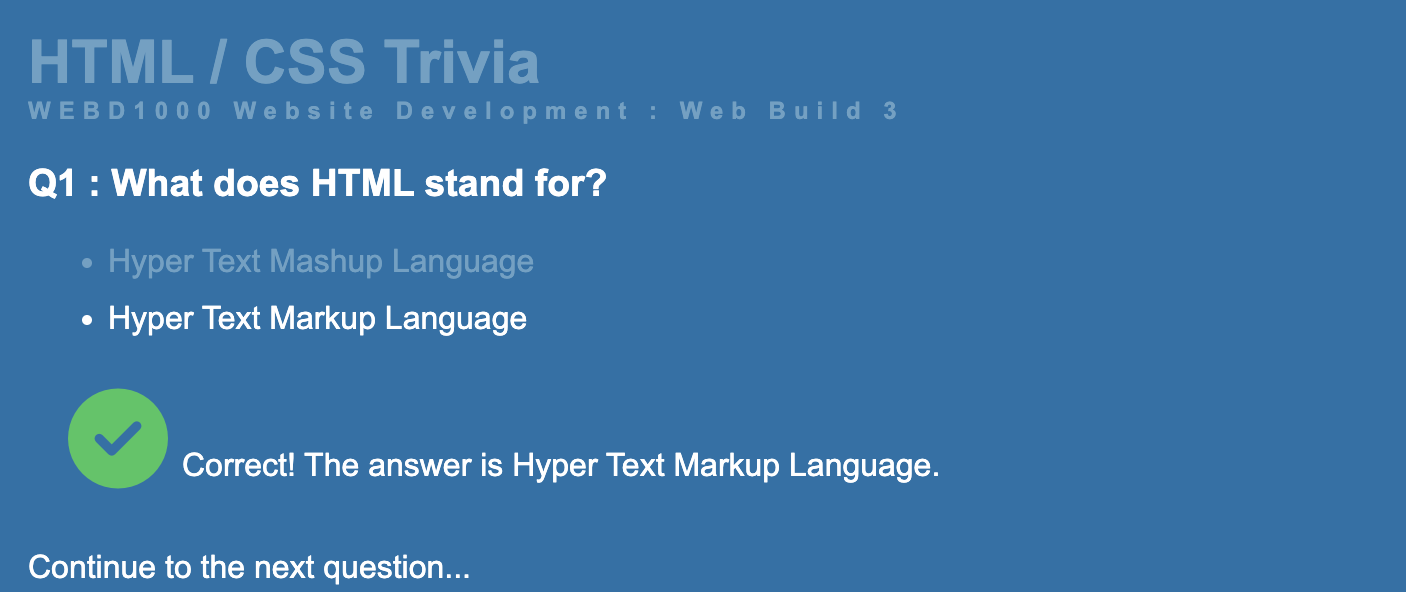 HTML / CSS Trivia
WEBD1000 Website Development : Web Build 3
Q1 : What does HTML stand for?
• Hyper Text Mashup Language
• Hyper Text Markup Language
Correct! The answer is Hyper Text Markup Language.
Continue to the next question...